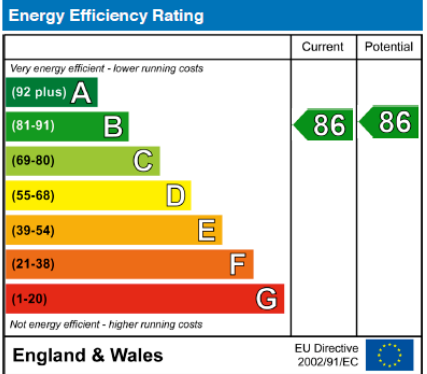 Energy Efficiency Rating
Current Potential
Very energy efficient - lower running costs
(92 plus) A
(81-91) B
86 86
(69-80) C
(55-68) D
(39-54) E
(21-38) F
(1-20) G
Not energy efficient - higher running costs
England & Wales
EU Directive
2002/91/EC